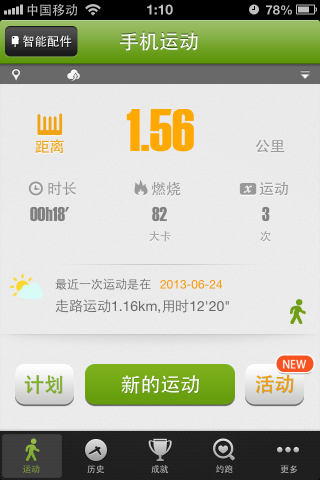 中国移动 1:10 78%
智能配件 手机运动
距离 1.56 公里
时长 燃烧 运动
00h18' 82 3
大卡 次
最近一次运动是在 2013-06-24
走路运动1.16km,用时12'20"
NEW
计划 新的运动 活动
运动 历史 成就 约跑 更多